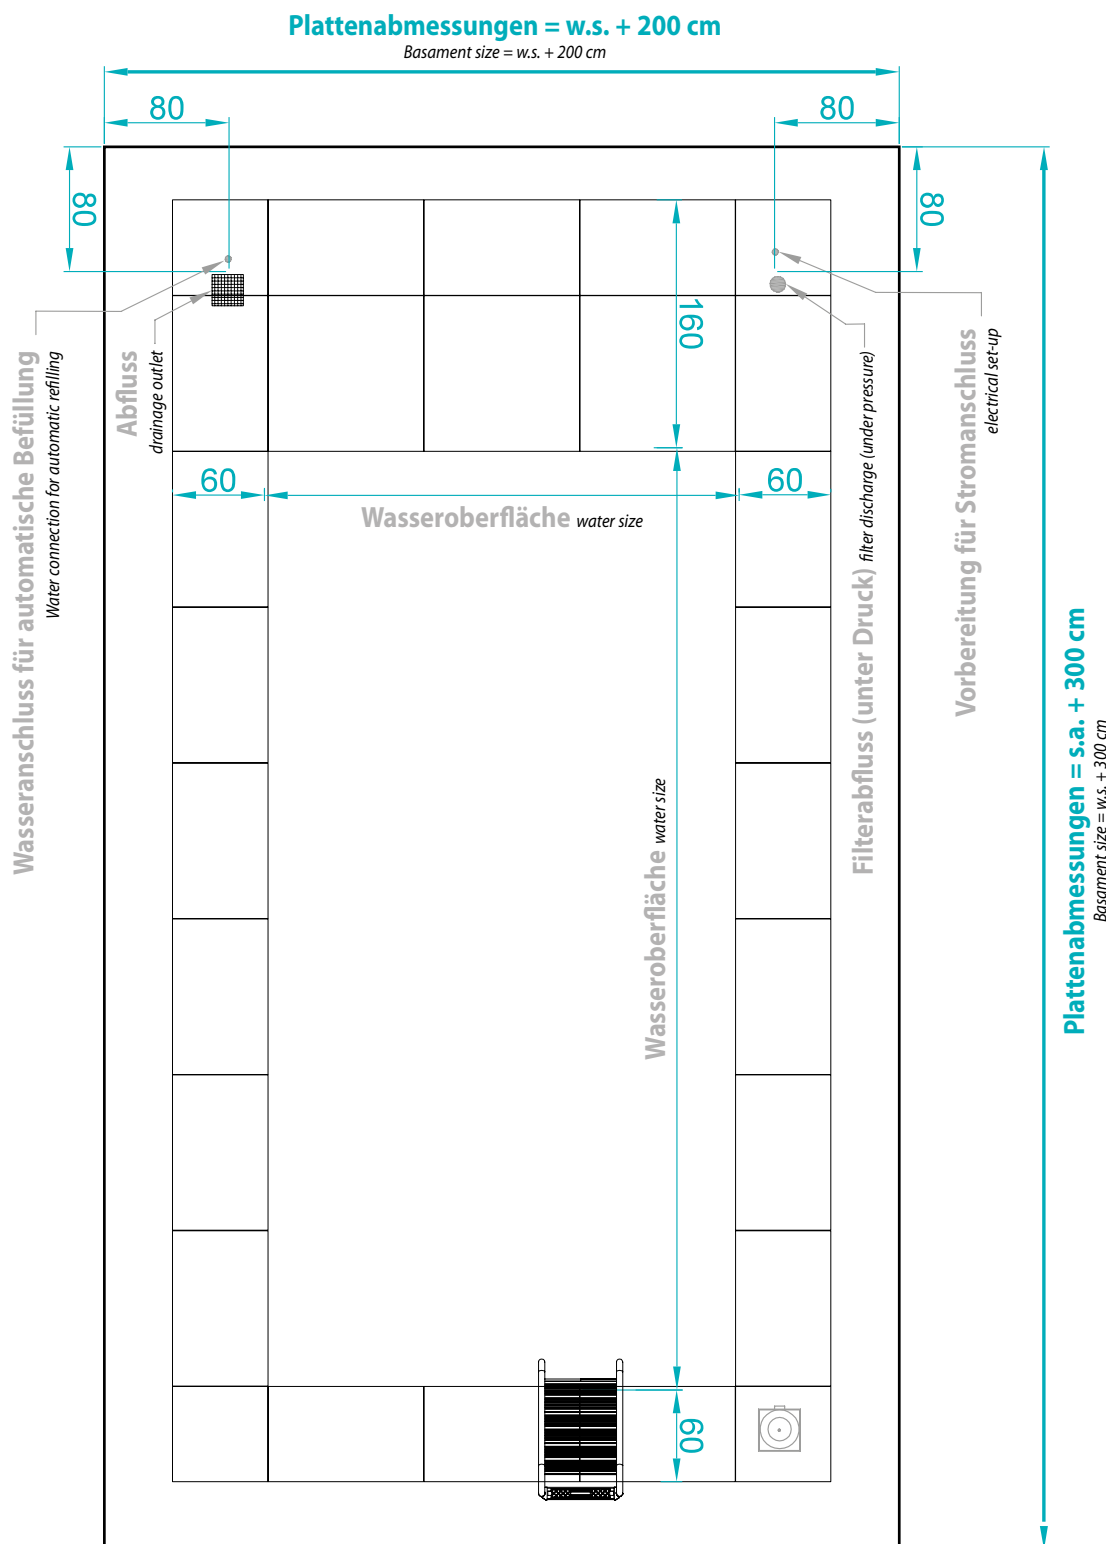 Plattenabmessungen = w.s. + 200 cm
Basament size = w.s. + 200 cm
80
80
80
80
160
60
60
Wasseroberfläche water size
Wasseranschluss für automatische Befüllung
Water connection for automatic refilling
Abfluss
drainage outlet
Filterabfluss (unter Druck) filter discharge (under pressure)
Vorbereitung für Stromanschluss
electrical set-up
Wasseroberfläche water size
Plattenabmessungen = s.a. + 300 cm
Basament size = w.s. + 300 cm
60